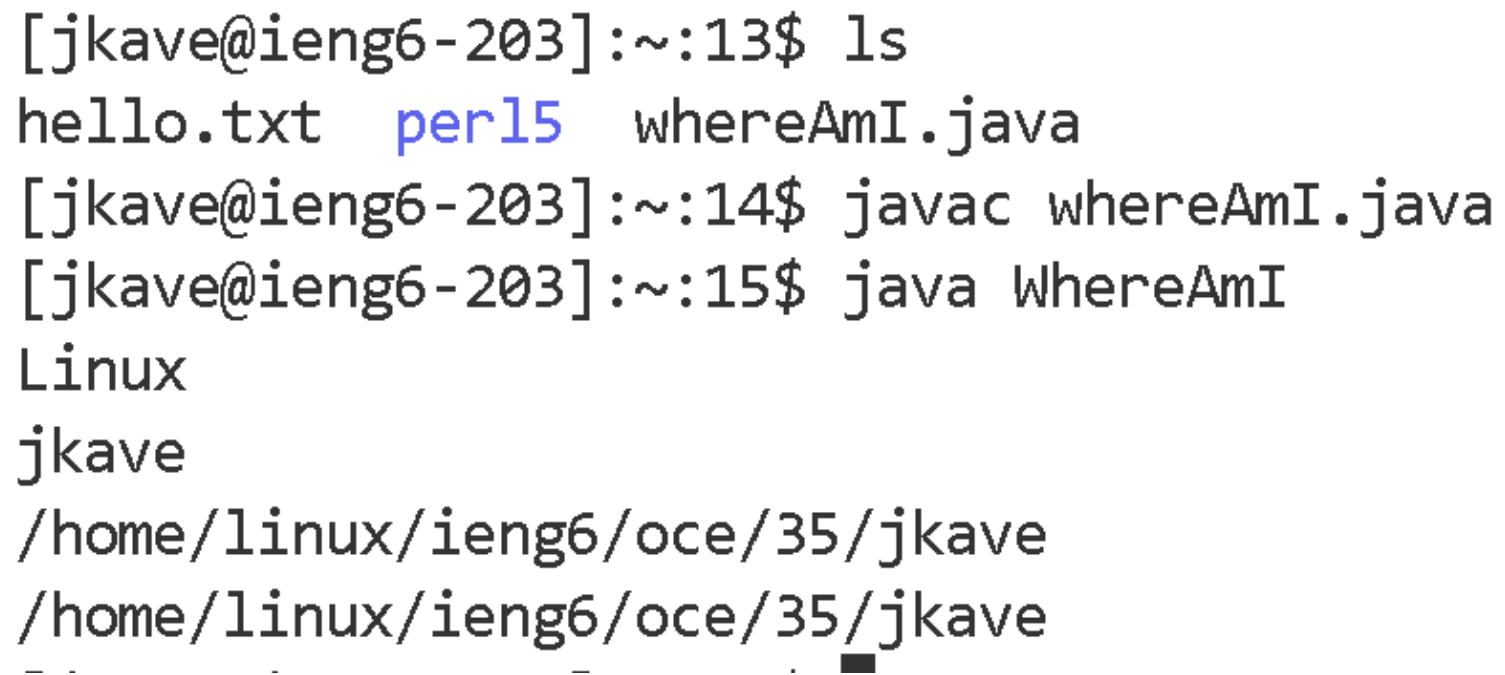 [jkave@ieng6-203]:~:13$ ls
hello.txt  perl5  whereAmI.java
[jkave@ieng6-203]:~:14$ javac whereAmI.java
[jkave@ieng6-203]:~:15$ java WhereAmI
Linux
jkave
/home/linux/ieng6/oce/35/jkave
/home/linux/ieng6/oce/35/jkave